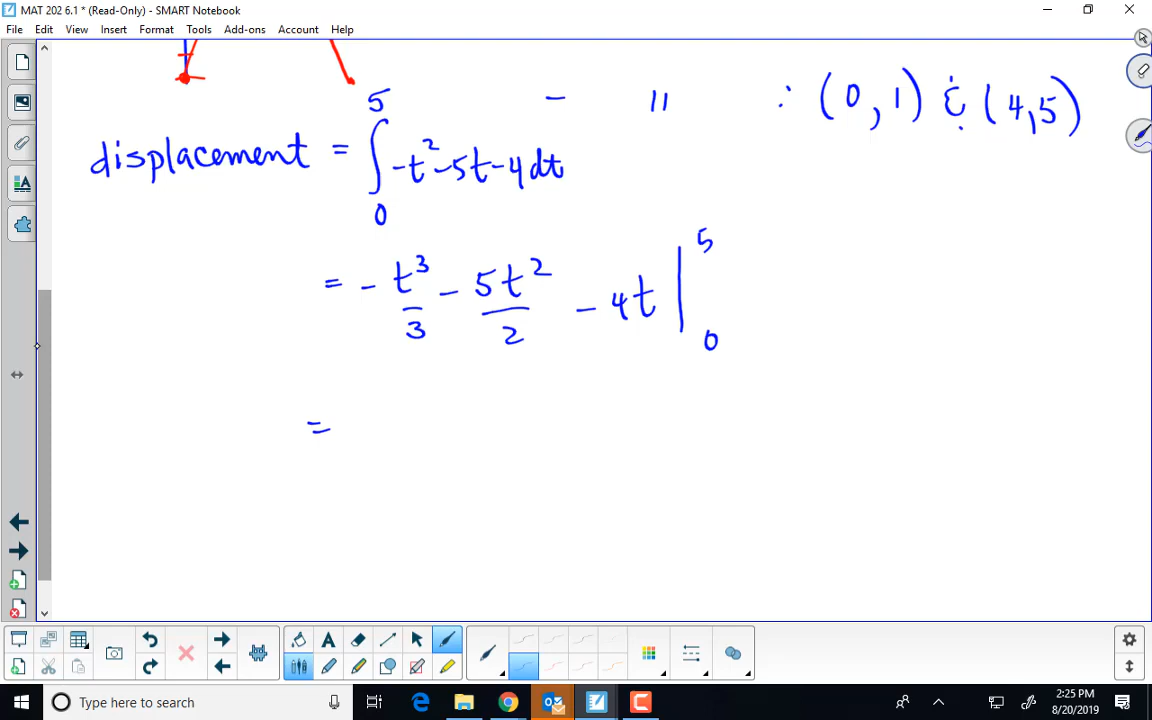 MAT 202 6.1 * (Read-Only) - SMART Notebook
File Edit View Insert Format Tools Add-ons Account Help
- 11 : (0,1) & (4,5)
displacement = ∫₀⁵ -t² - 5t - 4 dt
= - t³/3 - 5t²/2 - 4t |₀⁵
=
Type here to search
2:25 PM
8/20/2019